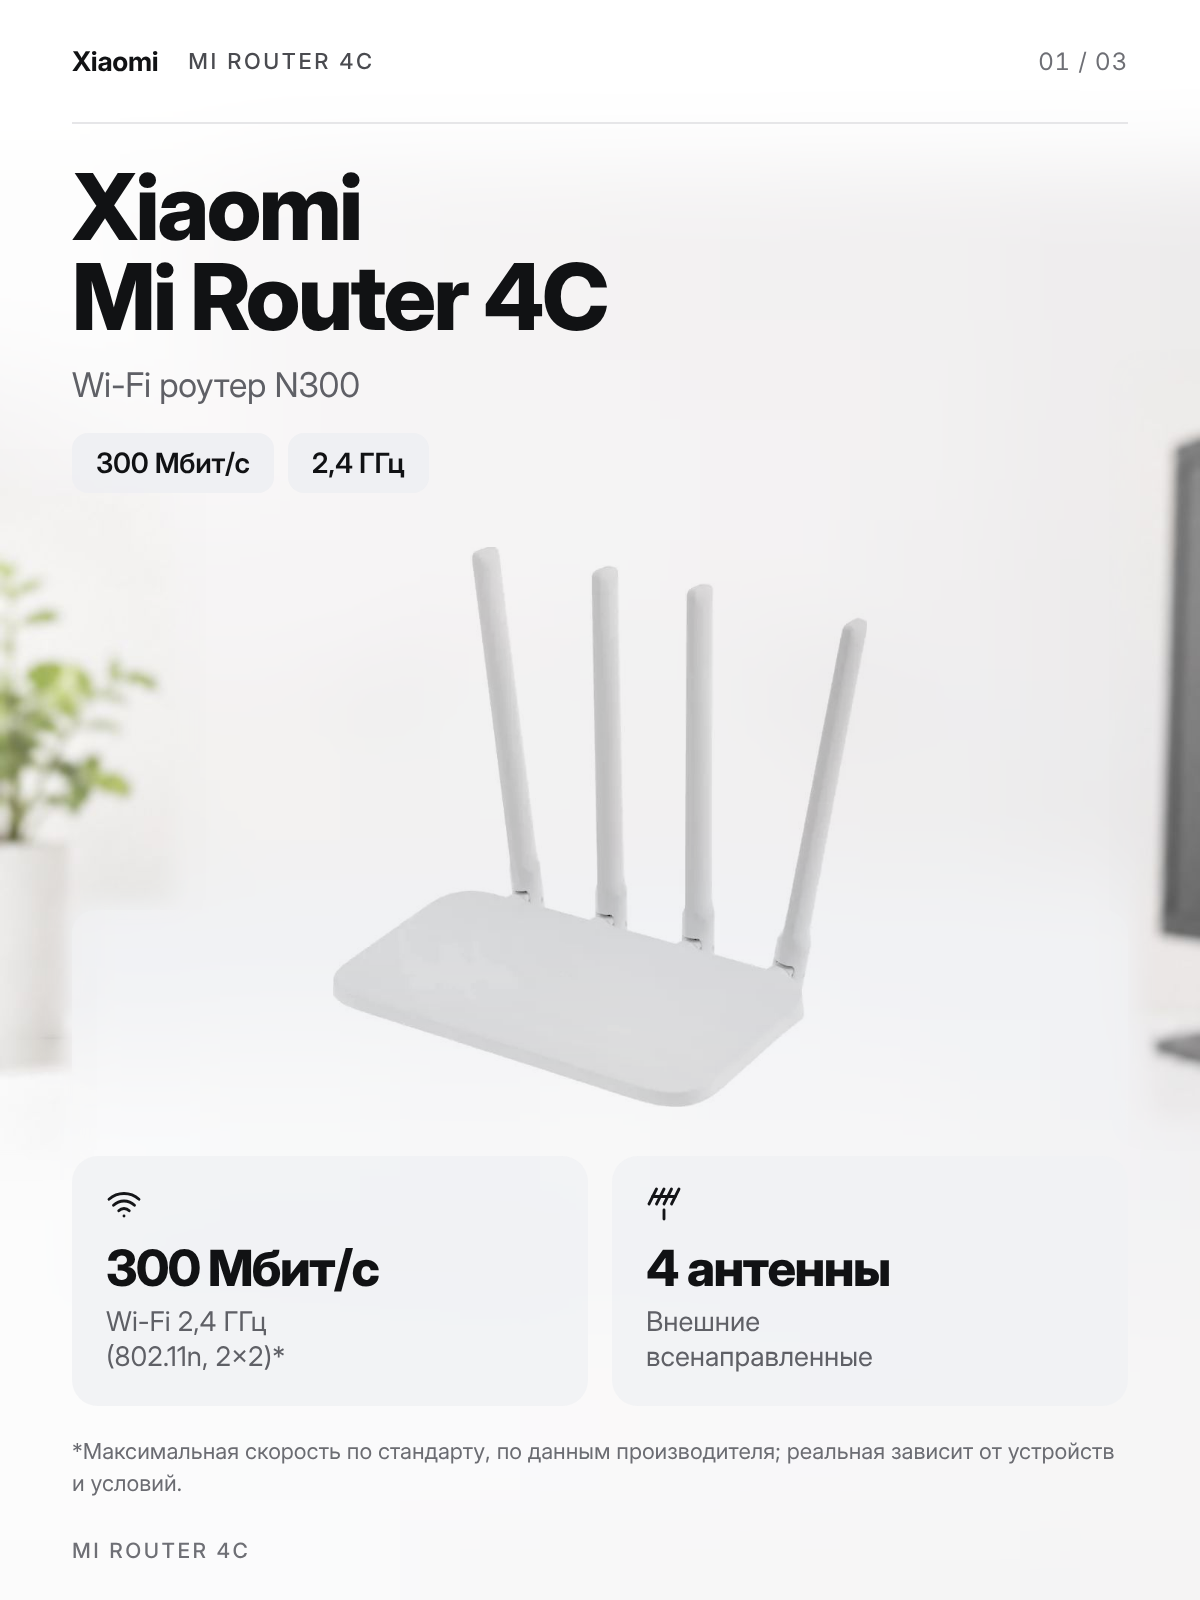 Xiaomi MI ROUTER 4C 01 / 03
Xiaomi
Mi Router 4C
Wi-Fi роутер N300
300 Мбит/с 2,4 ГГц
300 Мбит/с
Wi-Fi 2,4 ГГц
(802.11n, 2×2)*
4 антенны
Внешние
всенаправленные
*Максимальная скорость по стандарту, по данным производителя; реальная зависит от устройств
и условий.
MI ROUTER 4C